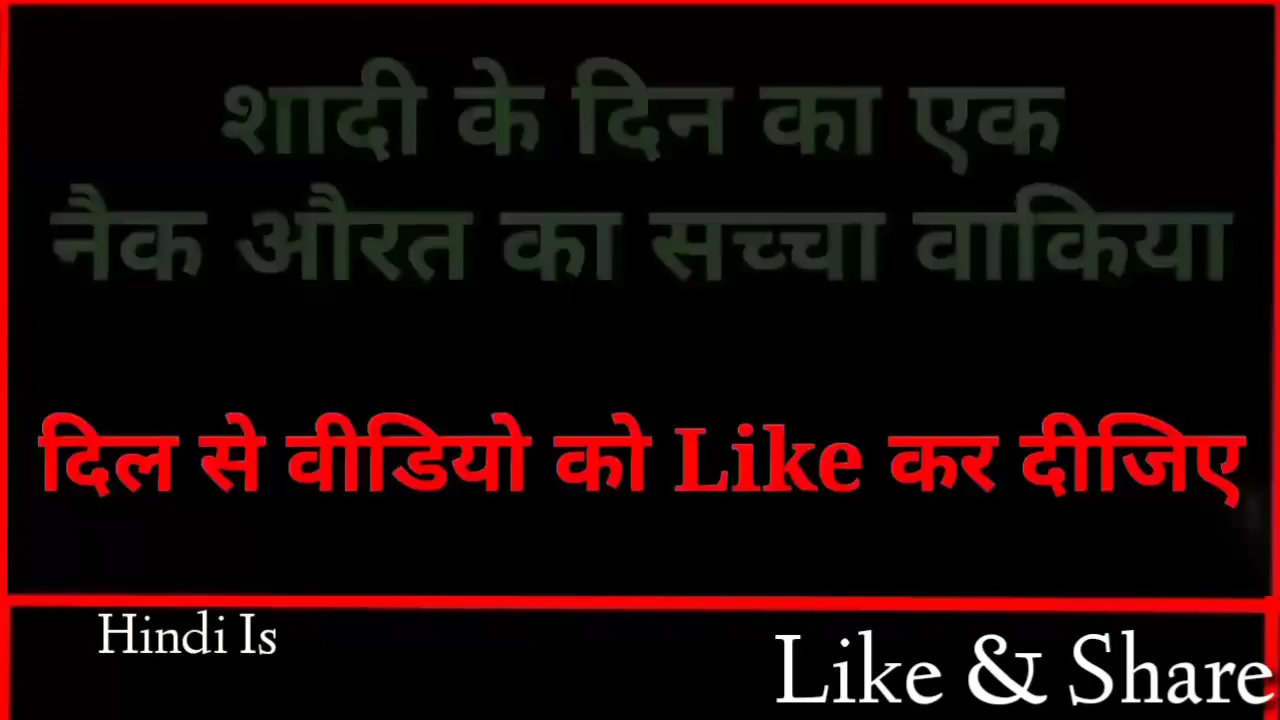 शादी के दिन का एक
नैक औरत का सच्चा वाकिया
दिल से वीडियो को Like कर दीजिए
Hindi Is
Like & Share